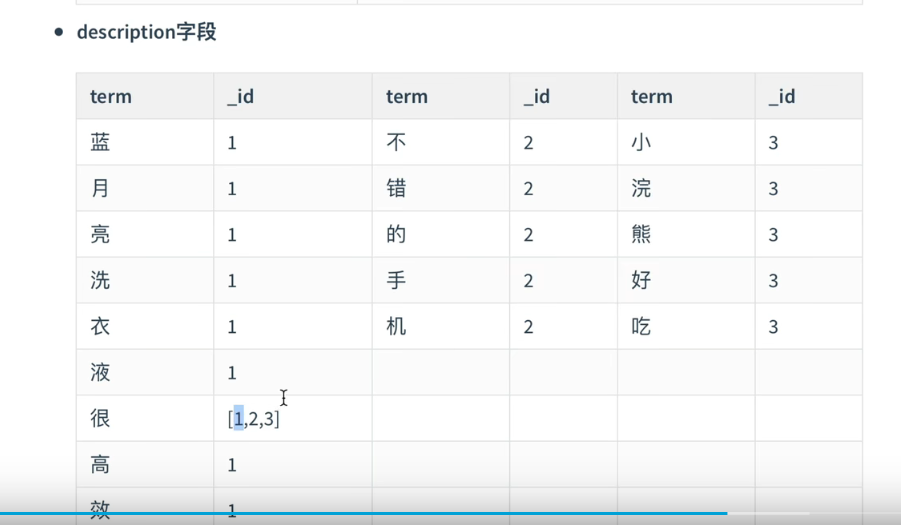 description字段
term _id term _id term _id
蓝 1 不 2 小 3
月 1 错 2 浣 3
亮 1 的 2 熊 3
洗 1 手 2 好 3
衣 1 机 2 吃 3
液 1
很 [1,2,3]
高 1
效 1